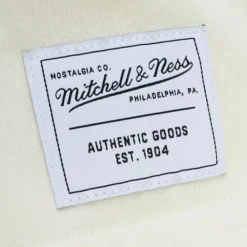 NOSTALGIA CO.
Mitchell & Ness
PHILADELPHIA, PA.
AUTHENTIC GOODS
EST. 1904